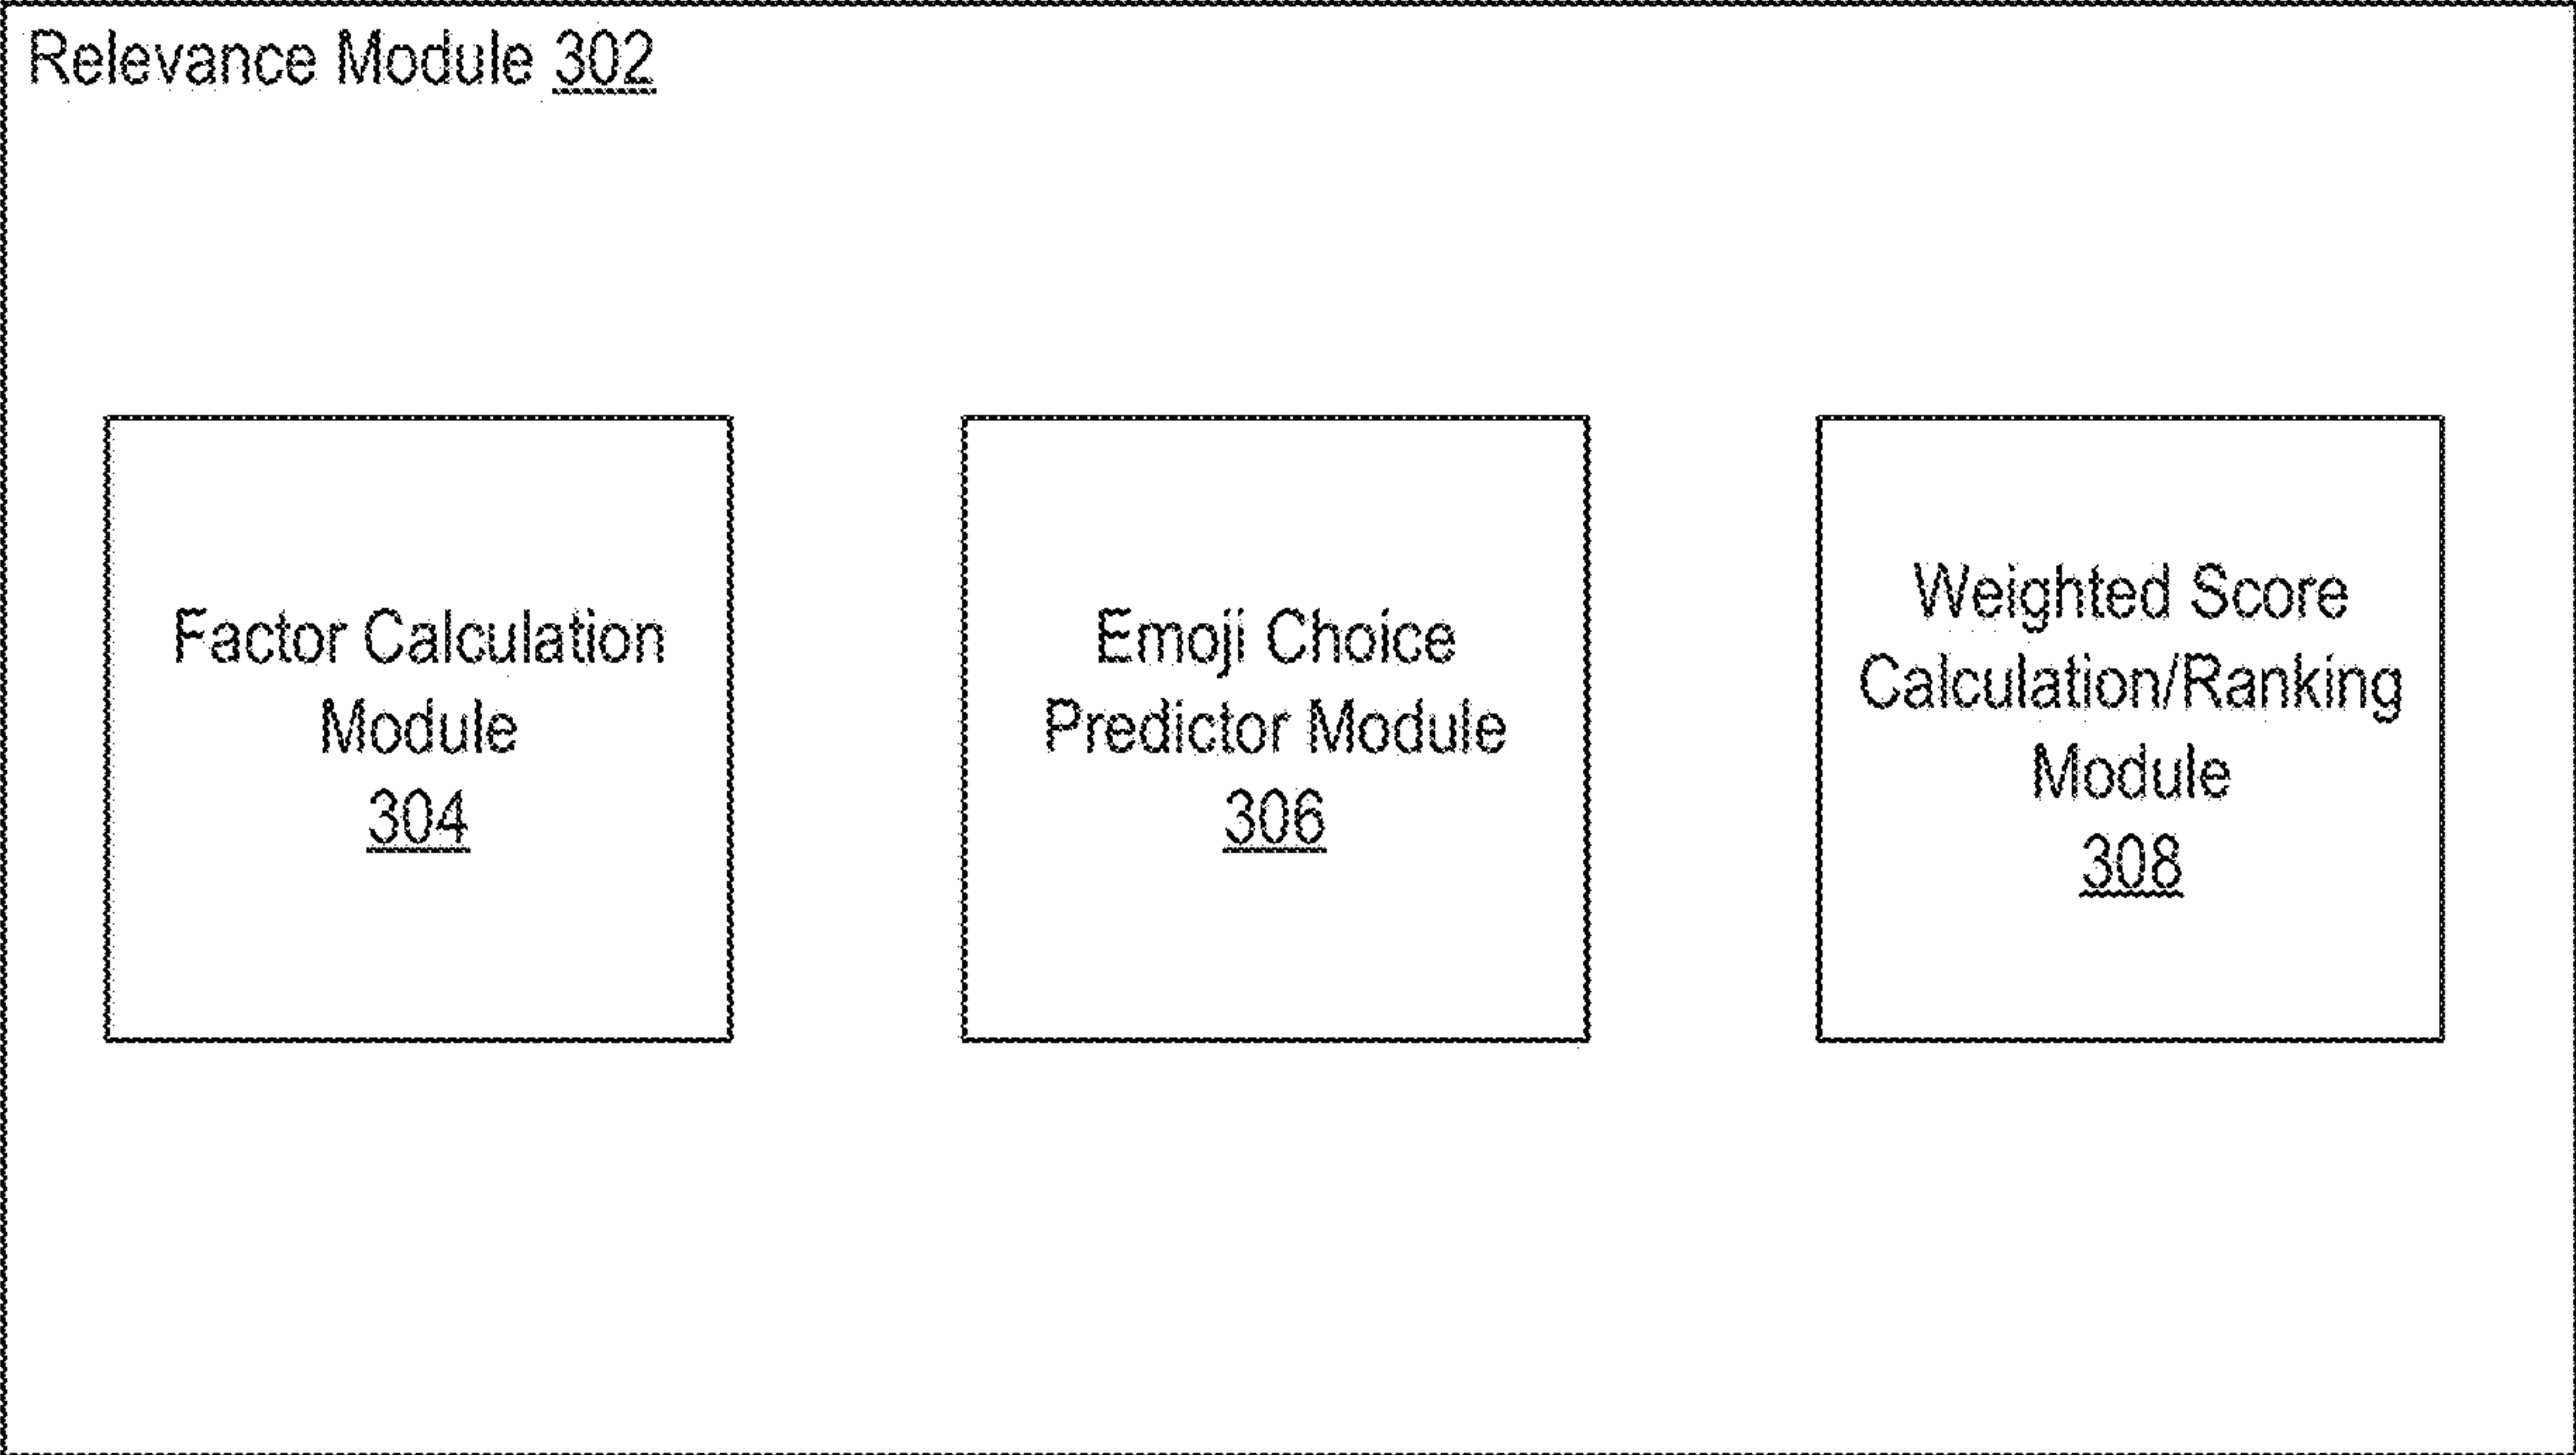 Relevance Module 302
Factor Calculation
Module
304
Emoji Choice
Predictor Module
306
Weighted Score
Calculation/Ranking
Module
308